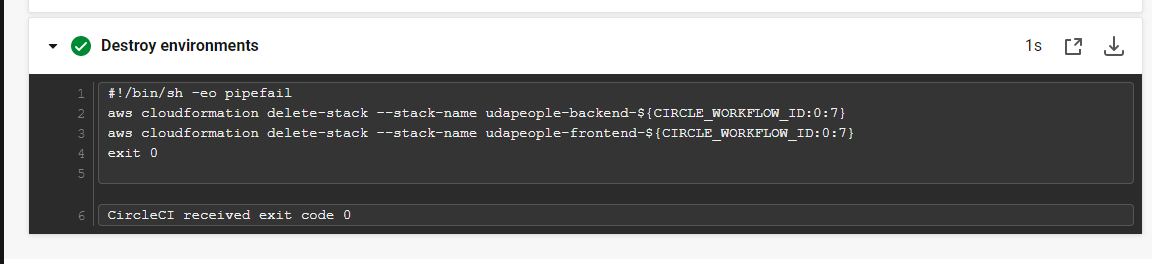 Destroy environments 1s
1 #!/bin/sh -eo pipefail
2 aws cloudformation delete-stack --stack-name udapeople-backend-${CIRCLE_WORKFLOW_ID:0:7}
3 aws cloudformation delete-stack --stack-name udapeople-frontend-${CIRCLE_WORKFLOW_ID:0:7}
4 exit 0
5
6 CircleCI received exit code 0